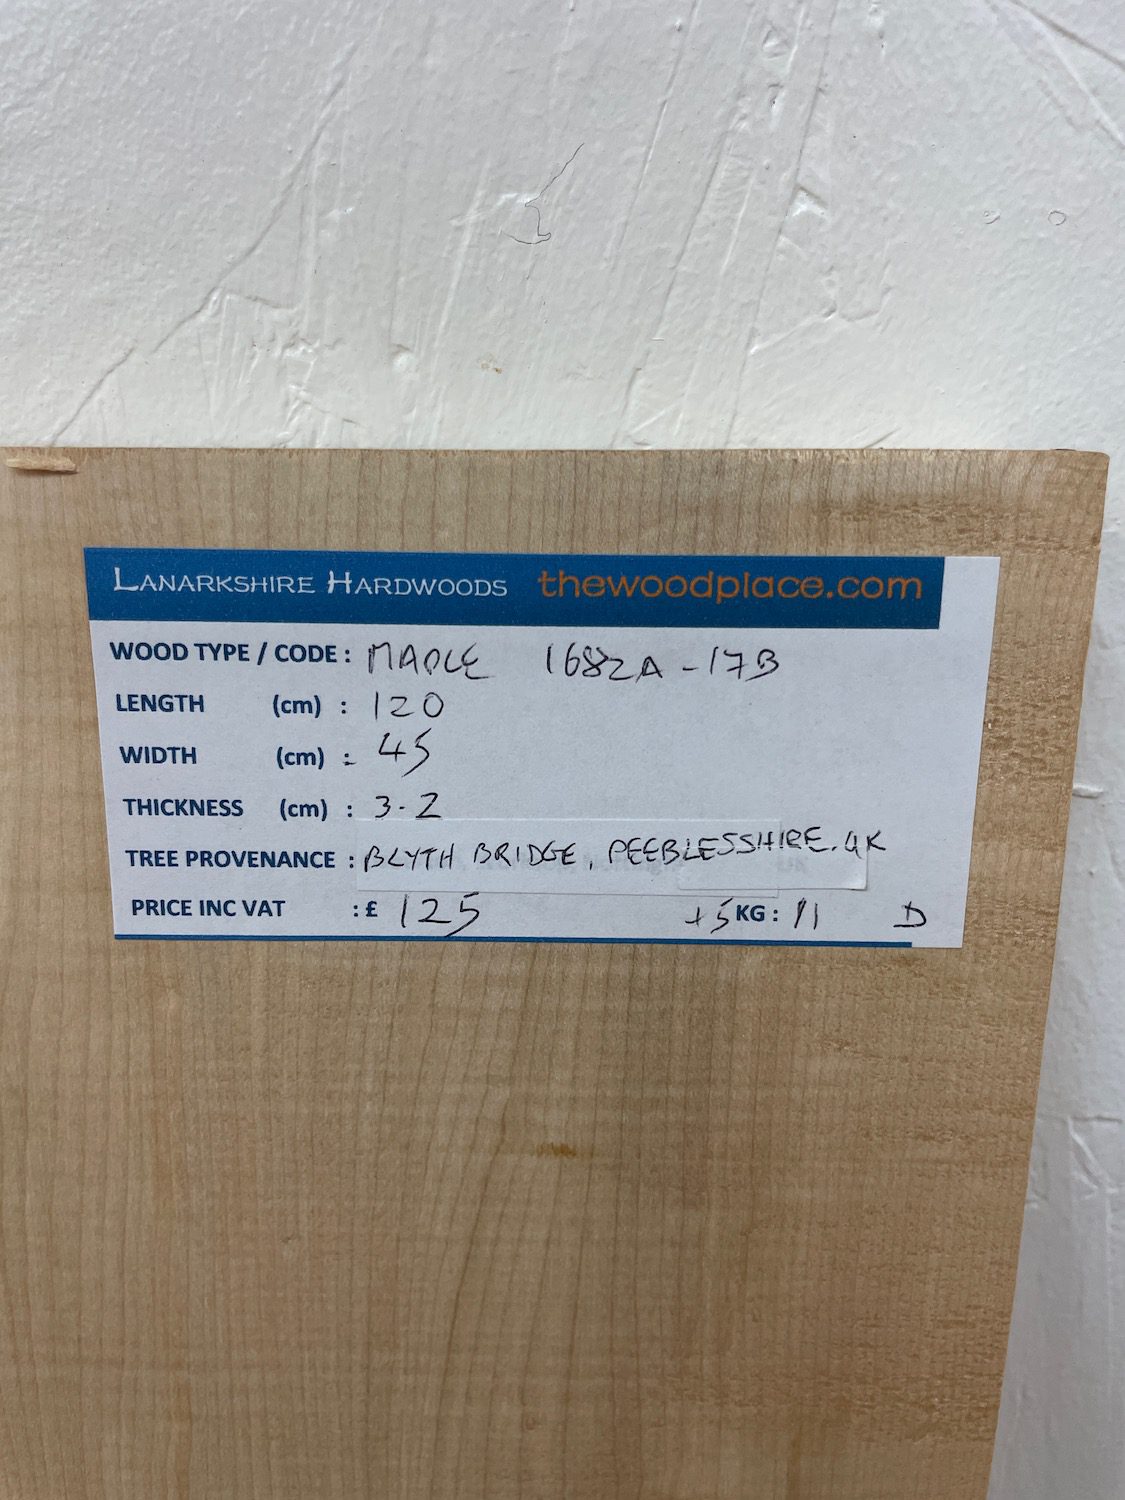 LANARKSHIRE HARDWOODS thewoodplace.com
WOOD TYPE / CODE : MAPLE 1682A-17B
LENGTH (cm) : 120
WIDTH (cm) : 45
THICKNESS (cm) : 3.2
TREE PROVENANCE : BLYTH BRIDGE, PEEBLESSHIRE.UK
PRICE INC VAT : £ 125 +5 KG : 11 D